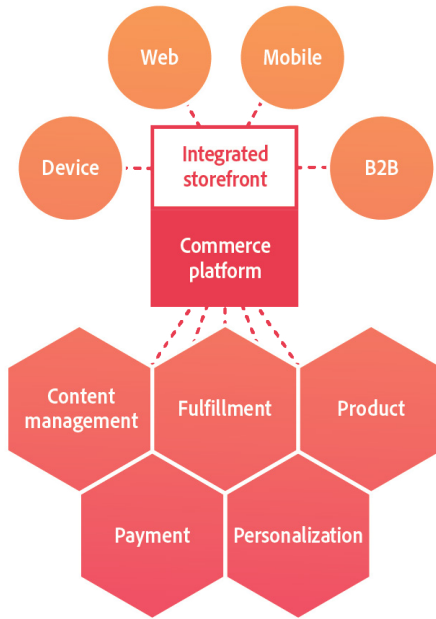 Web
Mobile
Device
Integrated
storefront
B2B
Commerce
platform
Content
management
Fulfillment
Product
Payment
Personalization